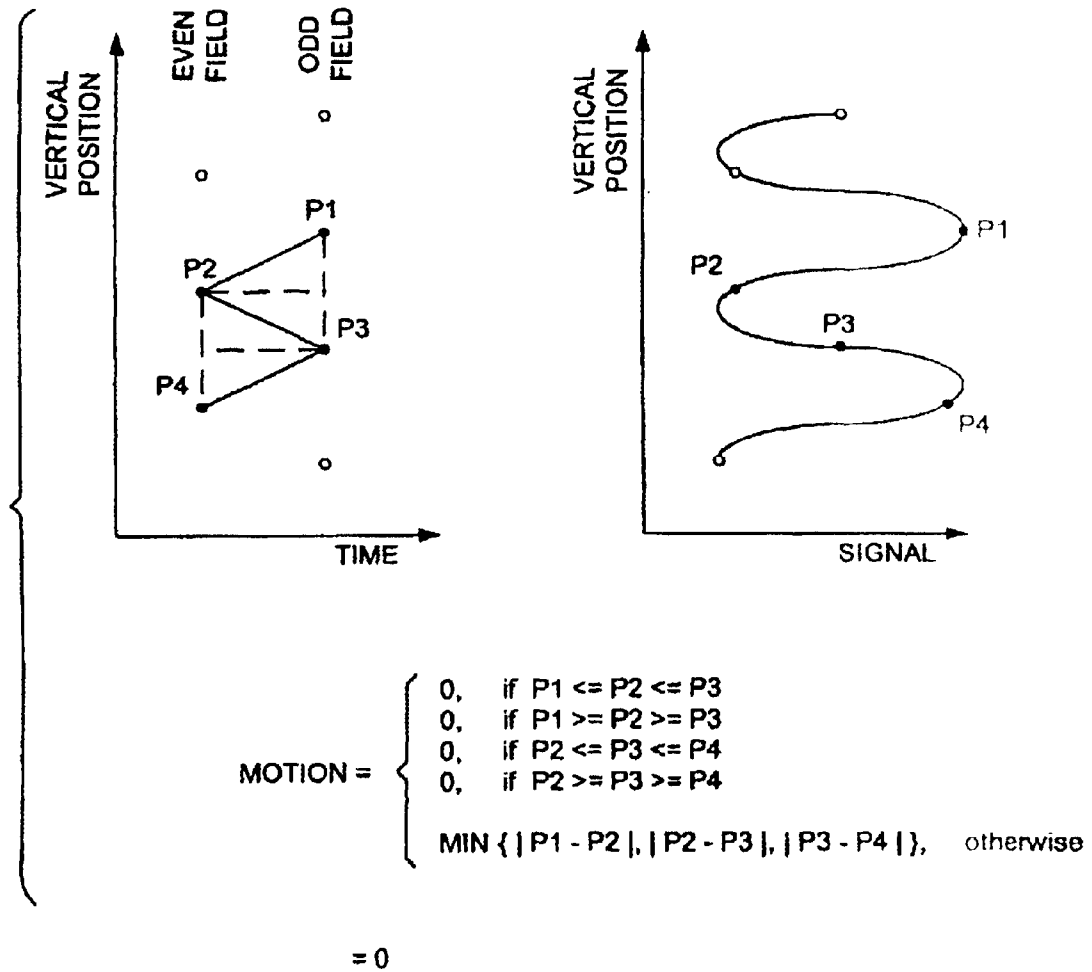 EVEN
FIELD
ODD
FIELD
VERTICAL
POSITION
P1
P2
P3
P4
TIME
VERTICAL
POSITION
P1
P2
P3
P4
SIGNAL
MOTION =
0, if P1 <= P2 <= P3
0, if P1 >= P2 >= P3
0, if P2 <= P3 <= P4
0, if P2 >= P3 >= P4
MIN { | P1 - P2 |, | P2 - P3 |, | P3 - P4 | }, otherwise
= 0